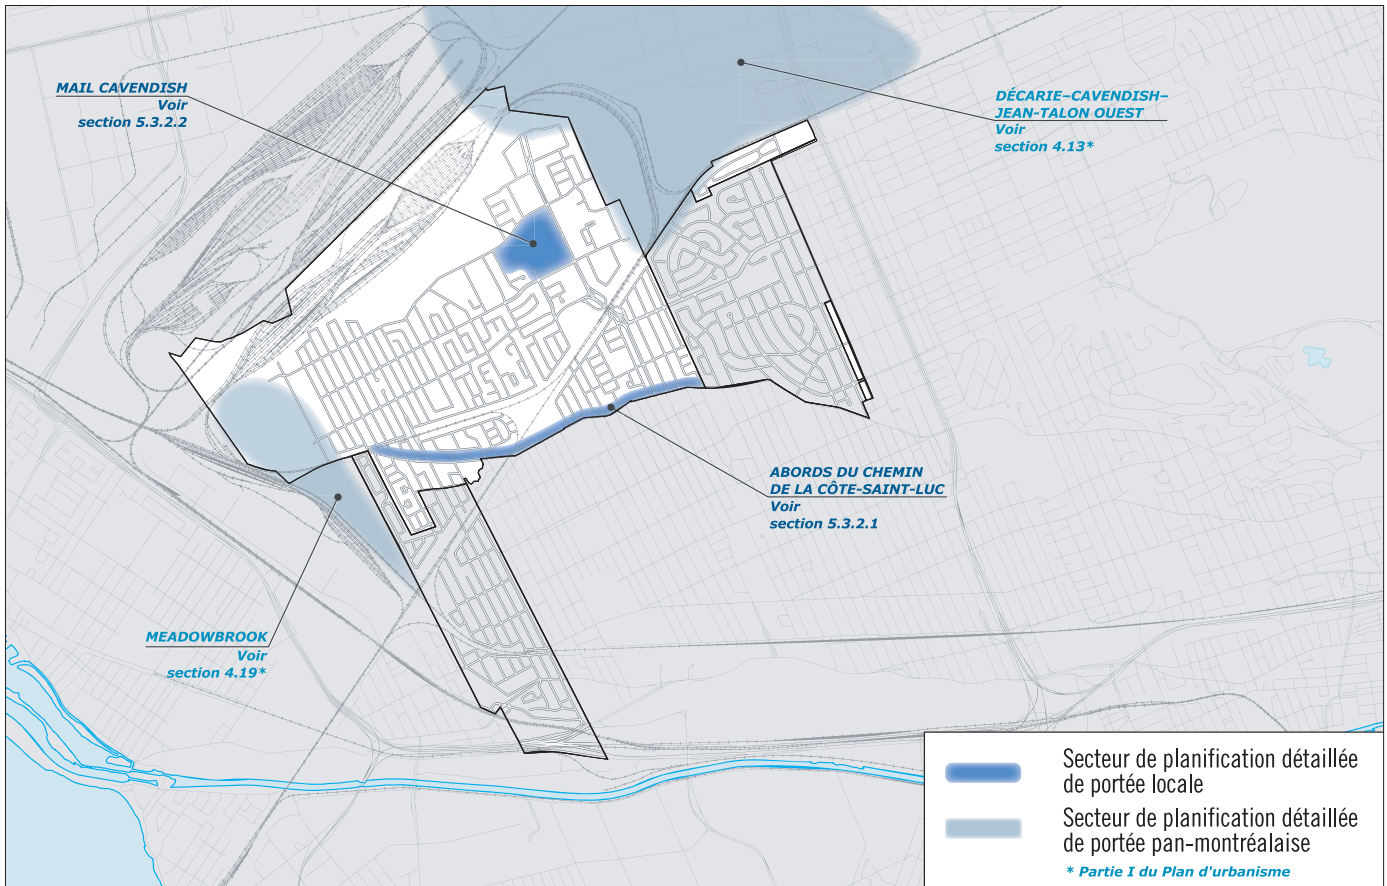 MAIL CAVENDISH
Voir
section 5.3.2.2
DÉCARIE–CAVENDISH–
JEAN-TALON OUEST
Voir
section 4.13*
ABORDS DU CHEMIN
DE LA CÔTE-SAINT-LUC
Voir
section 5.3.2.1
MEADOWBROOK
Voir
section 4.19*
Secteur de planification détaillée
de portée locale
Secteur de planification détaillée
de portée pan-montréalaise
* Partie I du Plan d'urbanisme